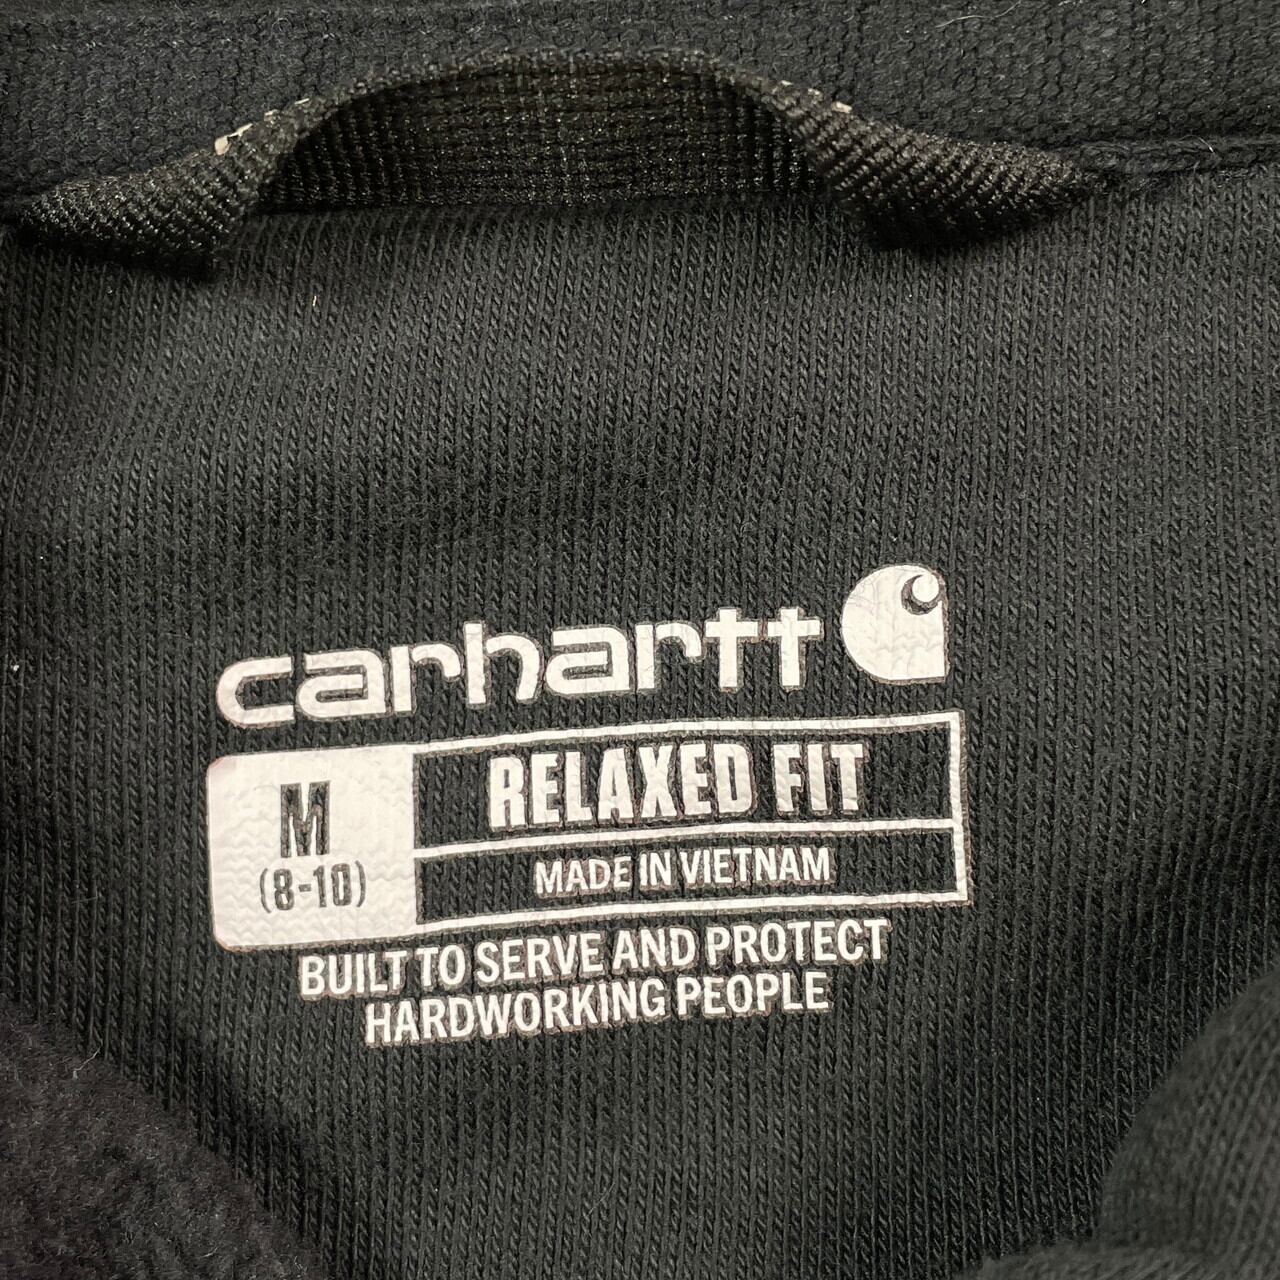 carhartt
M
(8-10)
RELAXED FIT
MADE IN VIETNAM
BUILT TO SERVE AND PROTECT
HARDWORKING PEOPLE